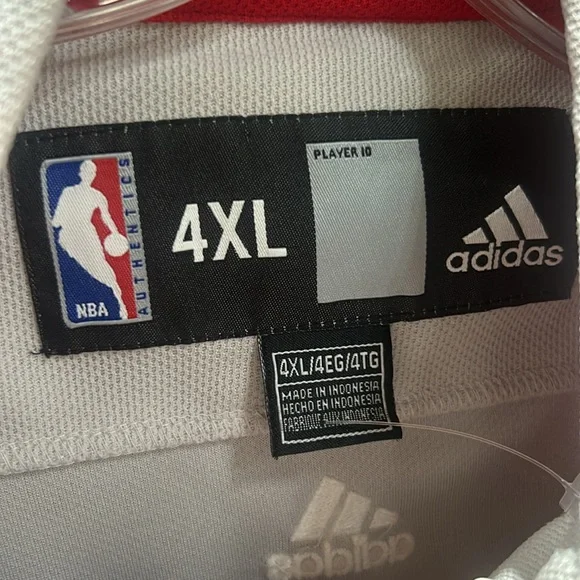 NBA
AUTHENTICS
4XL
PLAYER ID
adidas
4XL/4EG/4TG
MADE IN INDONESIA
HECHO EN INDONESIA
FABRIQUE AUX INDONESIA
adidas